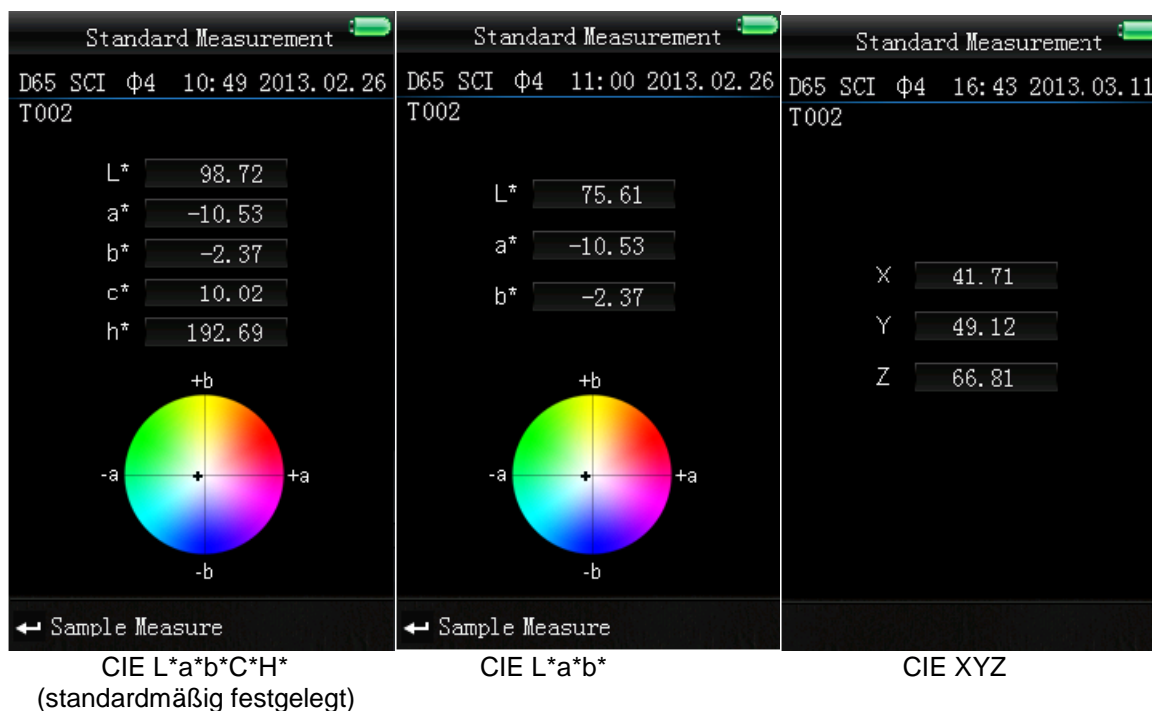 Standard Measurement
D65 SCI Φ4 10:49 2013.02.26
T002
L* 98.72
a* -10.53
b* -2.37
c* 10.02
h* 192.69
+b
-a +a
-b
Sample Measure
CIE L*a*b*C*H*
(standardmäßig festgelegt)
Standard Measurement
D65 SCI Φ4 11:00 2013.02.26
T002
L* 75.61
a* -10.53
b* -2.37
+b
-a +a
-b
Sample Measure
CIE L*a*b*
Standard Measurement
D65 SCI Φ4 16:43 2013.03.11
T002
X 41.71
Y 49.12
Z 66.81
CIE XYZ